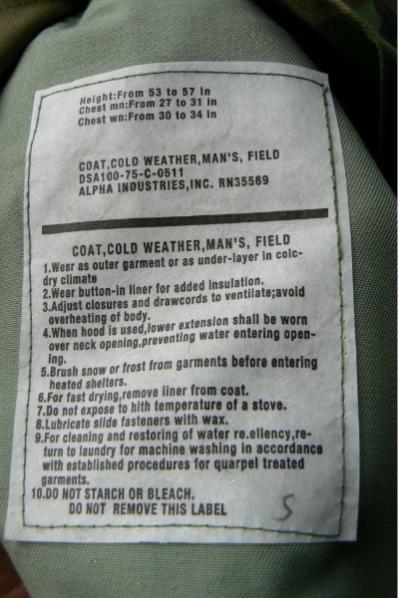 Height:From 53 to 57 In
Chest mn:From 27 to 31 in
Chest wn:From 30 to 34 in
COAT,COLD WEATHER,MAN'S, FIELD
DSA100-75-C-0511
ALPHA INDUSTRIES,INC. RN35569
COAT,COLD WEATHER,MAN'S, FIELD
1.Wesr as outer garment or as under-layer in colc-
dry climate
2.Wear button-in liner for added insulation.
3.Adjust closures and drawcords to ventilate;avoid
overheating of body.
4.When hood is used,lower extension shall be worn
over neck opening,preventing water entering open-
ing.
5.Brush snow or frost from garments before entering
heated shelters.
6.For fast drying,remove liner from coat.
7.Do not expose to hith temperature of a stove.
8.Lubricate slide fasteners with wax.
9.For cleaning and restoring of water re.ellency,re-
turn to laundry for machine washing in accordance
with established procedures for quarpel treated
garments.
10.DO NOT STARCH OR BLEACH.
DO NOT REMOVE THIS LABEL
S